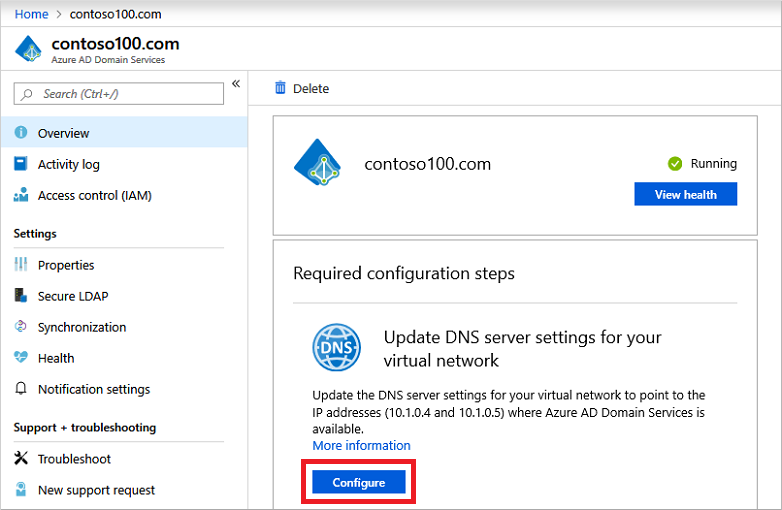 Home > contoso100.com
contoso100.com
Azure AD Domain Services
Search (Ctrl+/)
«
Overview
Activity log
Access control (IAM)
Settings
Properties
Secure LDAP
Synchronization
Health
Notification settings
Support + troubleshooting
Troubleshoot
New support request
Delete
contoso100.com
Running
View health
Required configuration steps
DNS
Update DNS server settings for your
virtual network
Update the DNS server settings for your virtual network to point to the
IP addresses (10.1.0.4 and 10.1.0.5) where Azure AD Domain Services is
available.
More information
Configure